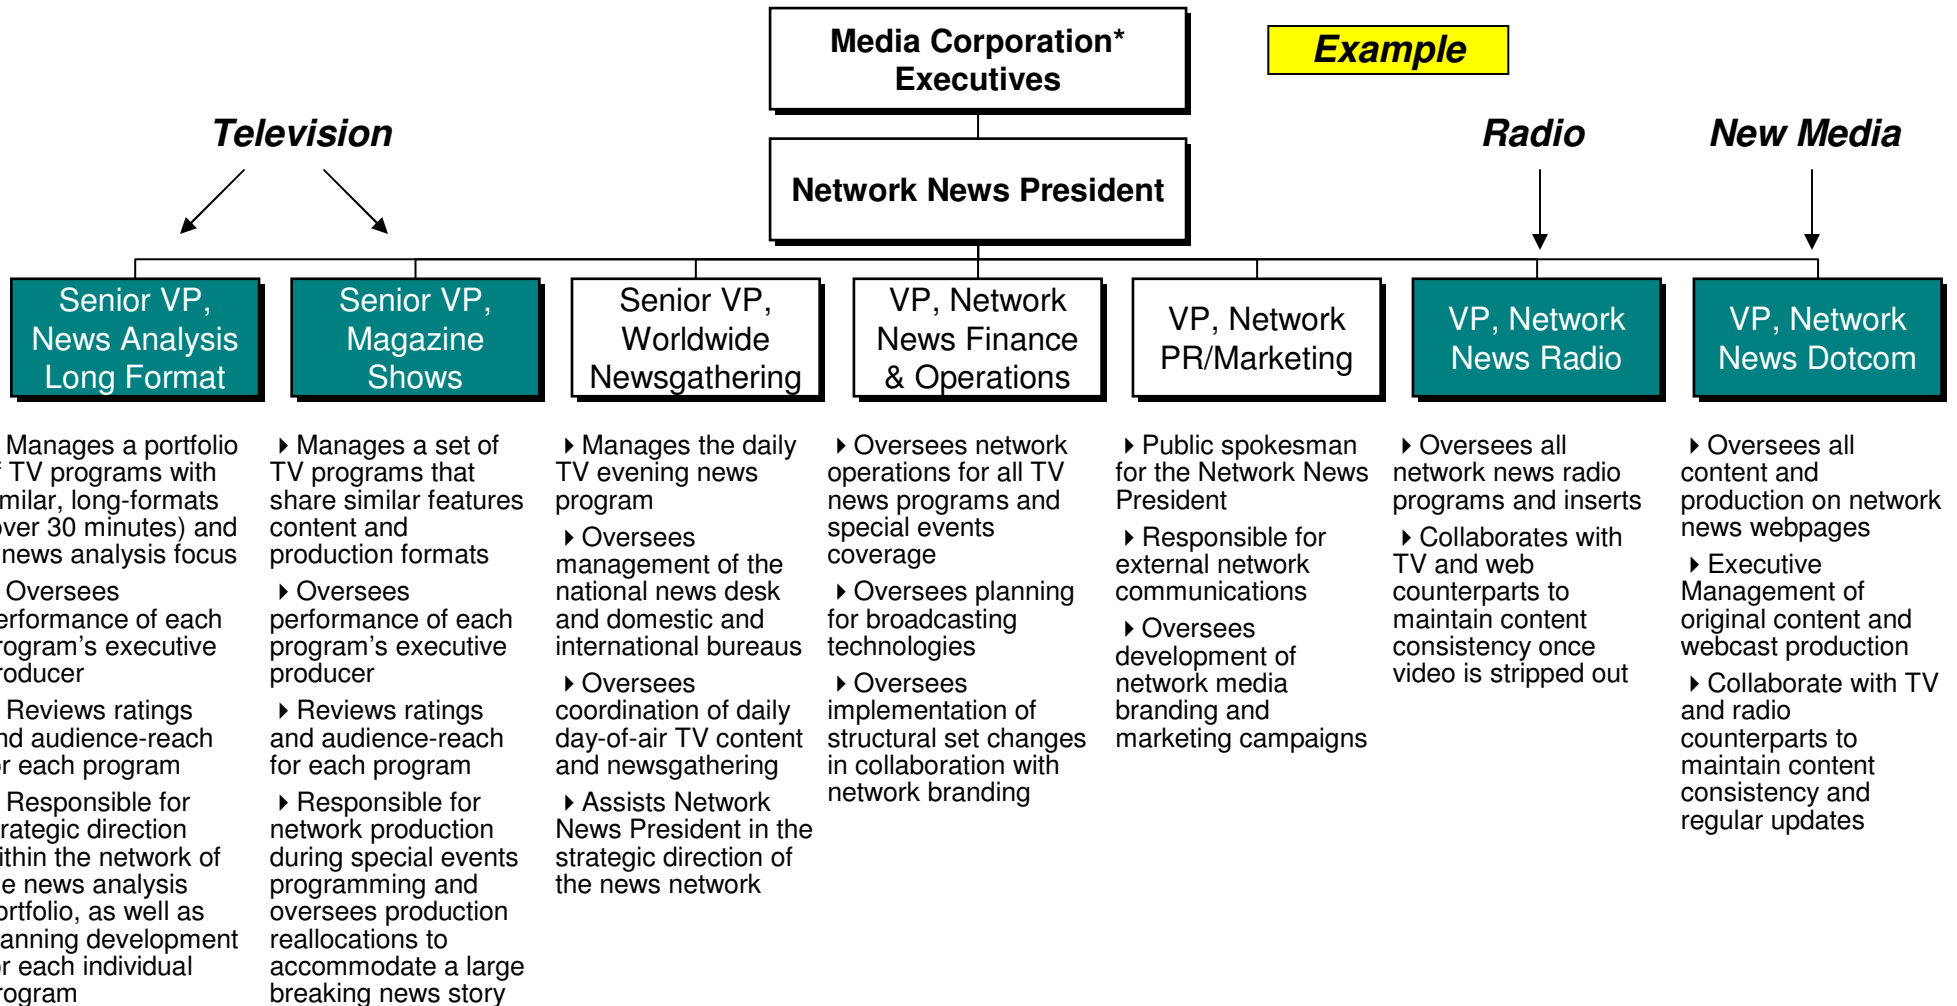 Media Corporation*
Executives
Example
Television
Radio
New Media
Network News President
Senior VP,
News Analysis
Long Format
Senior VP,
Magazine
Shows
Senior VP,
Worldwide
Newsgathering
VP, Network
News Finance
& Operations
VP, Network
PR/Marketing
VP, Network
News Radio
VP, Network
News Dotcom
Manages a portfolio
f TV programs with
milar, long-formats
over 30 minutes) and
news analysis focus
Oversees
erformance of each
rogram’s executive
roducer
Reviews ratings
nd audience-reach
or each program
Responsible for
trategic direction
ithin the network of
e news analysis
ortfolio, as well as
anning development
or each individual
rogram
Manages a set of
TV programs that
share similar features
content and
production formats
Oversees
performance of each
program’s executive
producer
Reviews ratings
and audience-reach
for each program
Responsible for
network production
during special events
programming and
oversees production
reallocations to
accommodate a large
breaking news story
Manages the daily
TV evening news
program
Oversees
management of the
national news desk
and domestic and
international bureaus
Oversees
coordination of daily
day-of-air TV content
and newsgathering
Assists Network
News President in the
strategic direction of
the news network
Oversees network
operations for all TV
news programs and
special events
coverage
Oversees planning
for broadcasting
technologies
Oversees
implementation of
structural set changes
in collaboration with
network branding
Public spokesman
for the Network News
President
Responsible for
external network
communications
Oversees
development of
network media
branding and
marketing campaigns
Oversees all
network news radio
programs and inserts
Collaborates with
TV and web
counterparts to
maintain content
consistency once
video is stripped out
Oversees all
content and
production on network
news webpages
Executive
Management of
original content and
webcast production
Collaborate with TV
and radio
counterparts to
maintain content
consistency and
regular updates